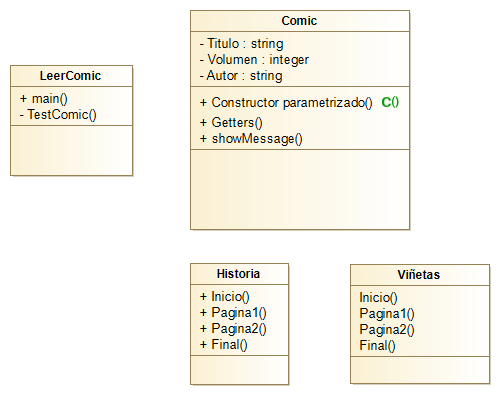 LeerComic
+ main()
- TestComic()
Comic
- Titulo : string
- Volumen : integer
- Autor : string
+ Constructor parametrizado() C()
+ Getters()
+ showMessage()
Historia
+ Inicio()
+ Pagina1()
+ Pagina2()
+ Final()
Viñetas
Inicio()
Pagina1()
Pagina2()
Final()